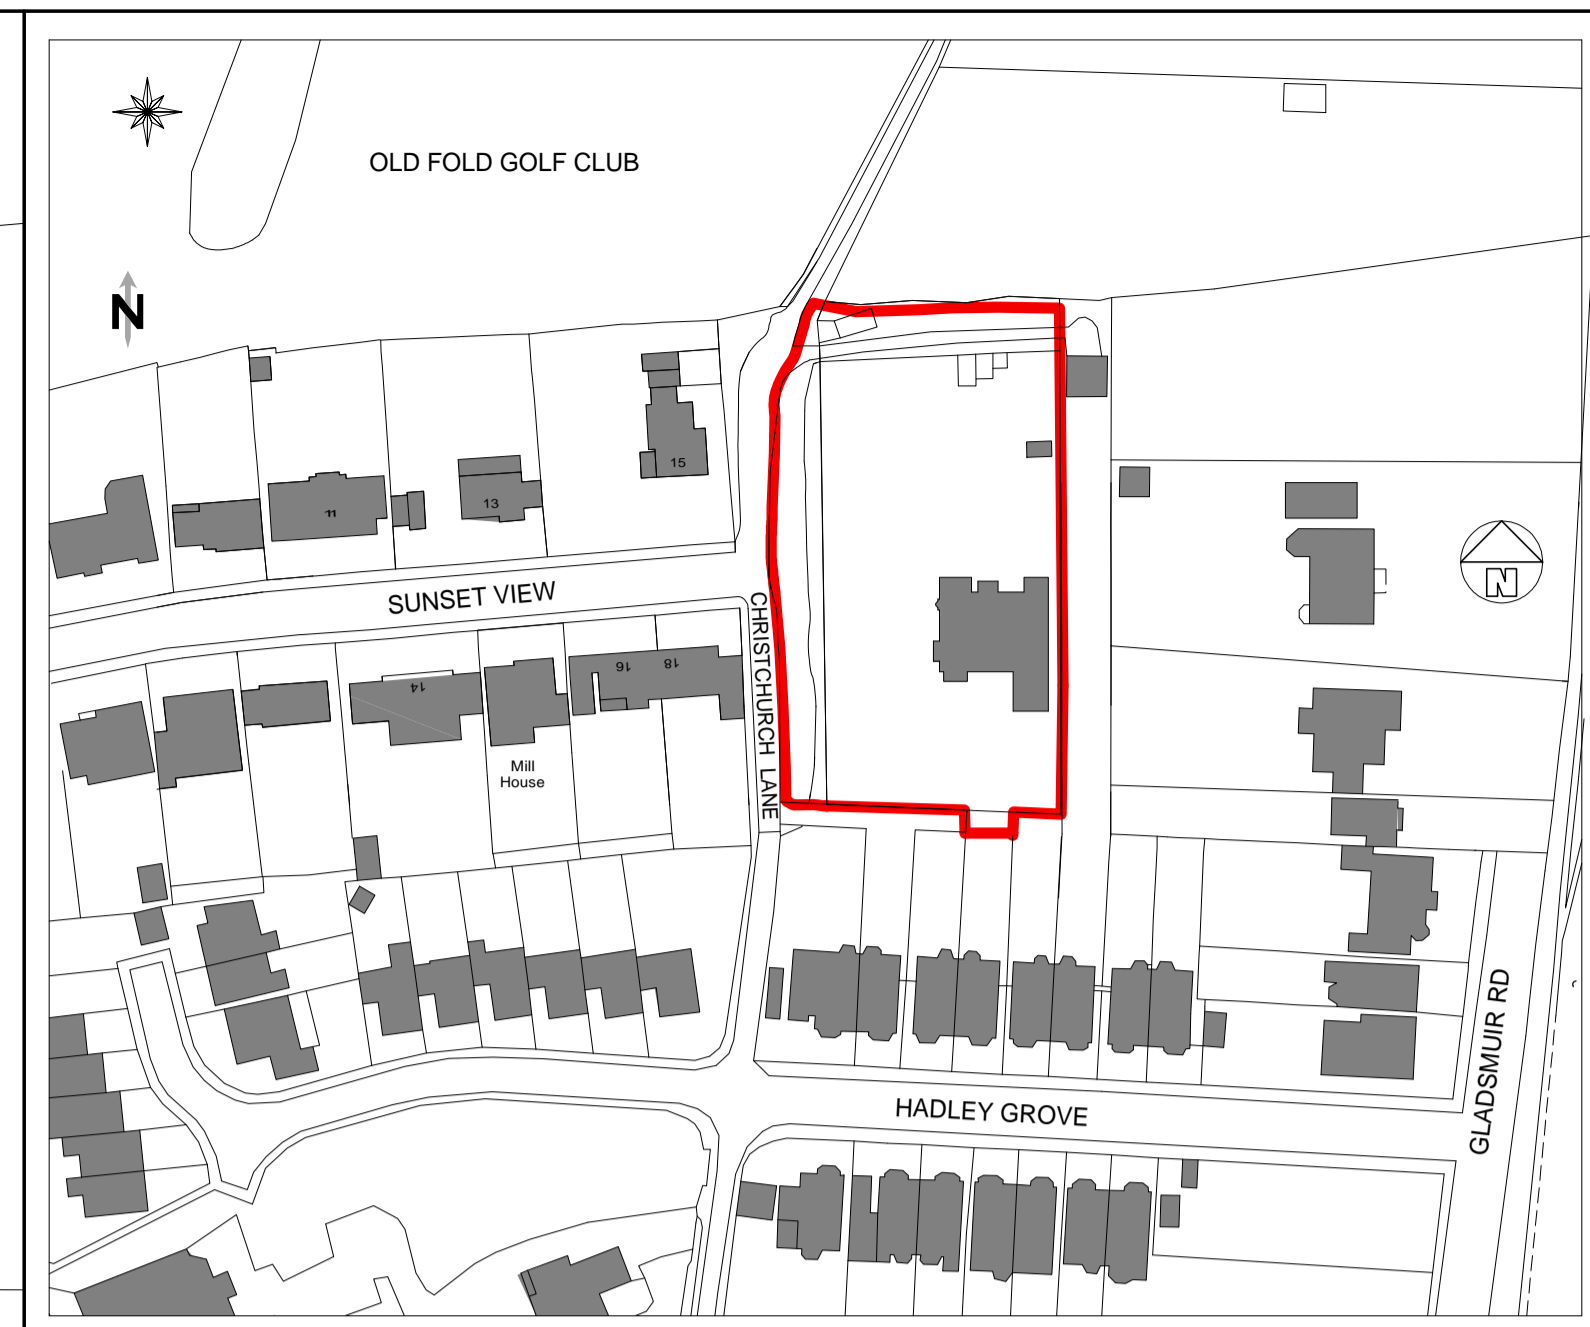 OLD FOLD GOLF CLUB
N
15
13
11
N
SUNSET VIEW
CHRISTCHURCH LANE
16
18
14
Mill
House
HADLEY GROVE
GLADSMUIR RD